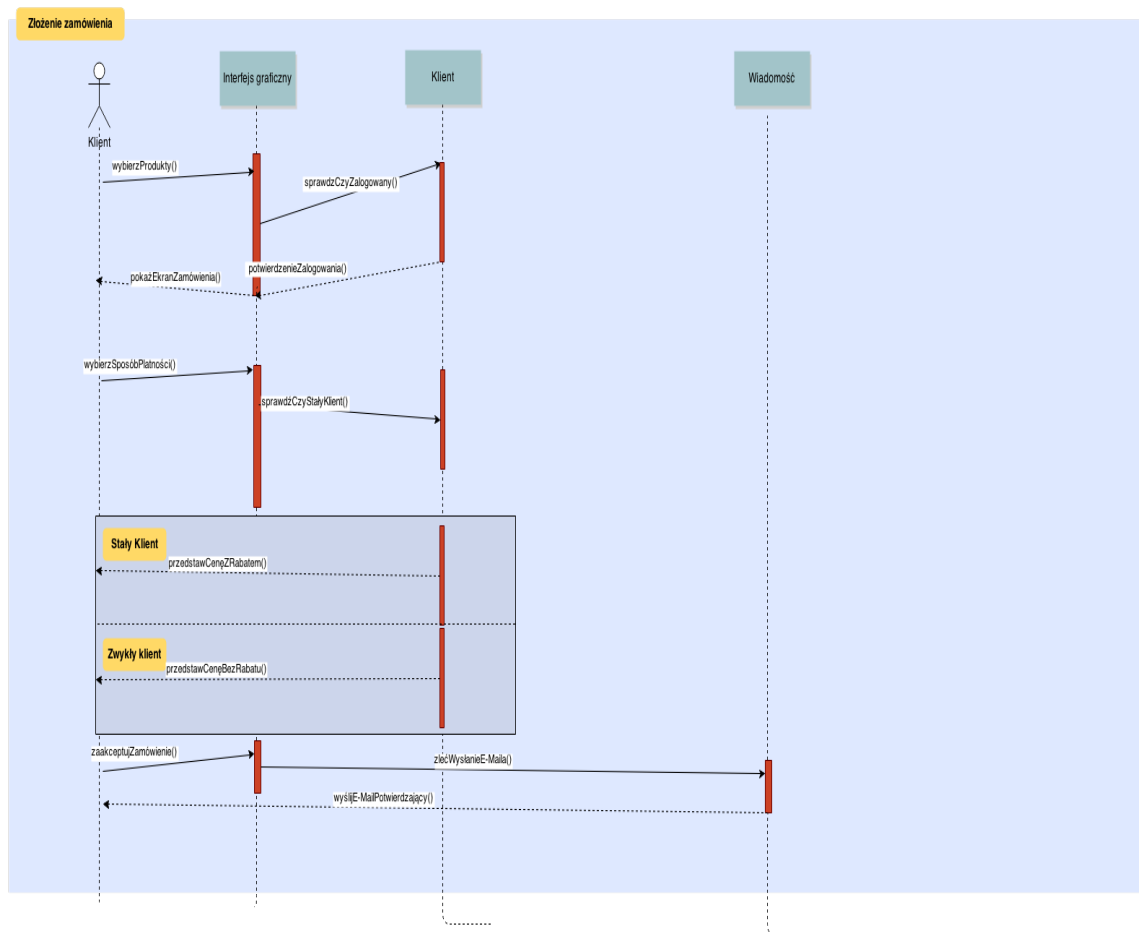 Złożenie zamówienia
Interfejs graficzny
Klient
Wiadomość
Klient
wybierzProdukty()
sprawdzCzyZalogowany()
potwierdzenieZalogowania()
pokażEkranZamówienia()
wybierzSposóbPłatności()
sprawdźCzyStałyKlient()
Stały Klient
przedstawCenęZRabatem()
Zwykły klient
przedstawCenęBezRabatu()
zaakceptujZamówienie()
złećWysłanieE-Maila()
wyślijE-MailPotwierdzający()